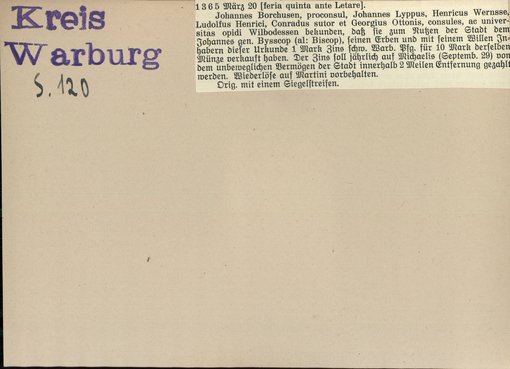 Kreis
Warburg
S. 120
1365 März 20 [feria quinta ante Letare].
Johannes Borchusen, proconsul, Johannes Lyppus, Henricus Wernsse,
Ludolfus Henrici, Conradus sutor et Georgius Ottonis, consules, ac univer-
sitas opidi Wilbodessen bekunden, daß sie zum Nutzen der Stadt dem
Johannes gen. Bysscop (al: Biscop), seinen Erben und mit seinem Willen In-
habern dieser Urkunde 1 Mark Zins schw. Warb. Pfg. für 10 Mark derselben
Münze verkauft haben. Der Zins soll jährlich auf Michaelis (Septemb. 29) von
dem unbeweglichen Vermögen der Stadt innerhalb 2 Meilen Entfernung gezahlt
werden. Wiederlöse auf Martini vorbehalten.
Orig. mit einem Siegelstreifen.